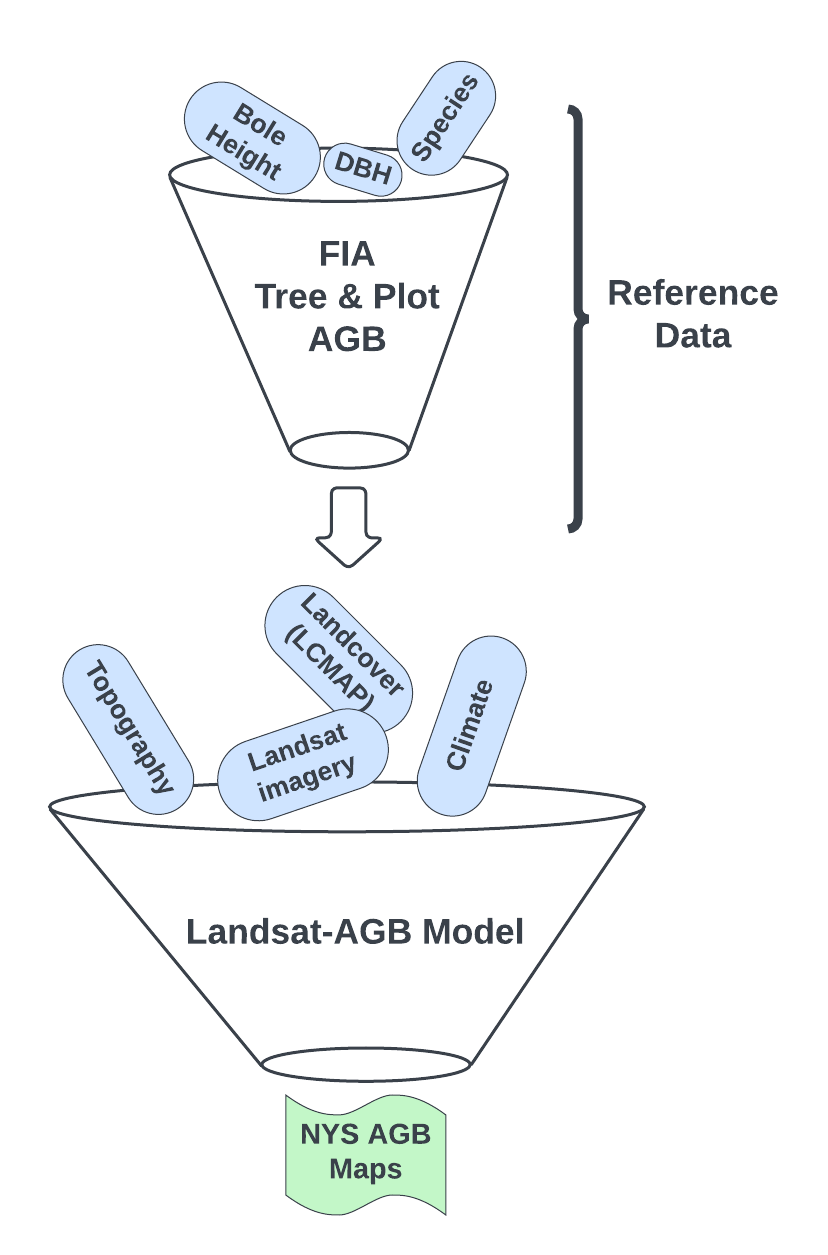 Bole
Height
DBH
Species
FIA
Tree & Plot
AGB
Reference
Data
Landcover
(LCMAP)
Topography
Landsat
imagery
Climate
Landsat-AGB Model
NYS AGB
Maps